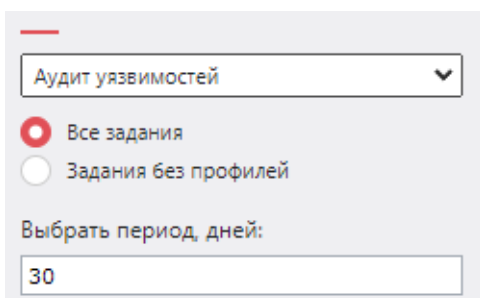 Аудит уязвимостей
Все задания
Задания без профилей
Выбрать период, дней:
30